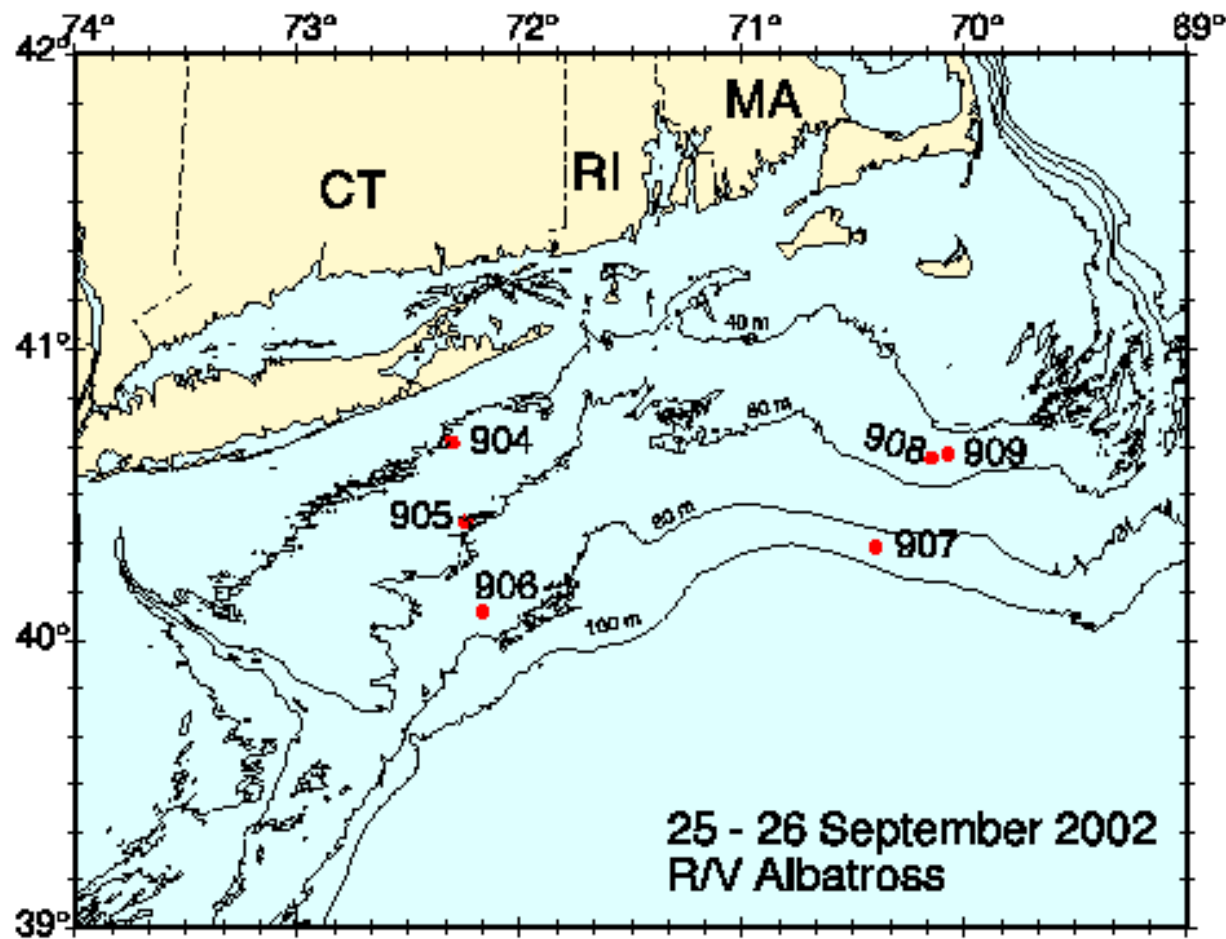 74° 73° 72° 71° 70° 69°
42°
MA
RI
CT
41°
40 m
60 m
904
908 909
905
80 m
907
906
100 m
40°
25 - 26 September 2002
R/V Albatross
39°